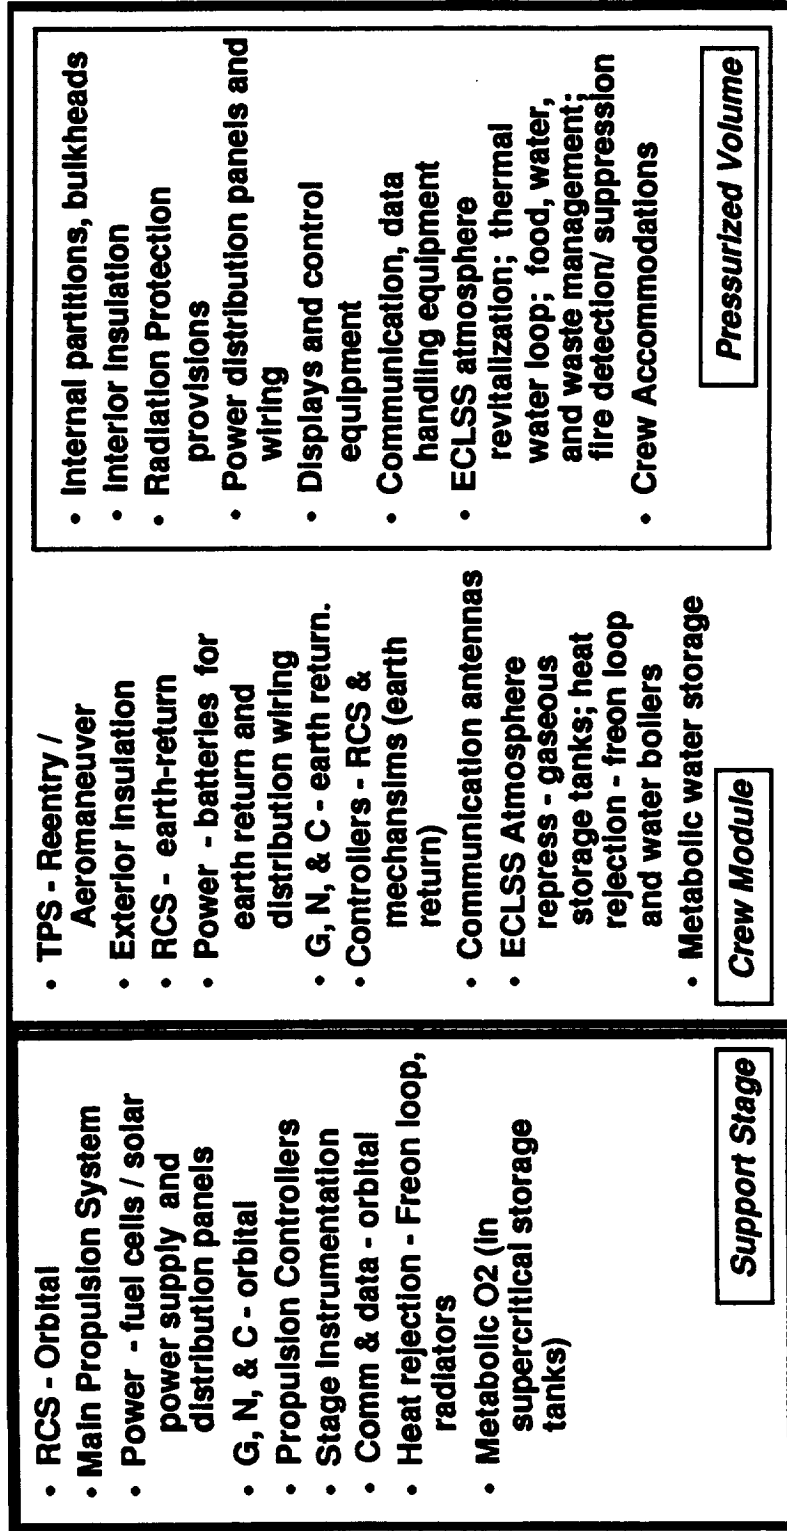 • RCS - Orbital
• Main Propulsion System
• Power - fuel cells / solar
power supply and
distribution panels
• G, N, & C - orbital
• Propulsion Controllers
• Stage Instrumentation
• Comm & data - orbital
• Heat rejection - Freon loop,
radiators
• Metabolic O2 (in
supercritical storage
tanks)
Support Stage
• TPS - Reentry /
Aeromaneuver
• Exterior Insulation
• RCS - earth-return
• Power - batteries for
earth return and
distribution wiring
• G, N, & C - earth return.
• Controllers - RCS &
mechansims (earth
return)
• Communication antennas
• ECLSS Atmosphere
repress - gaseous
storage tanks; heat
rejection - freon loop
and water boilers
• Metabolic water storage
Crew Module
• Internal partitions, bulkheads
• Interior Insulation
• Radiation Protection
provisions
• Power distribution panels and
wiring
• Displays and control
equipment
• Communication, data
handling equipment
• ECLSS atmosphere
revitalization; thermal
water loop; food, water,
and waste management;
fire detection/ suppression
• Crew Accommodations
Pressurized Volume